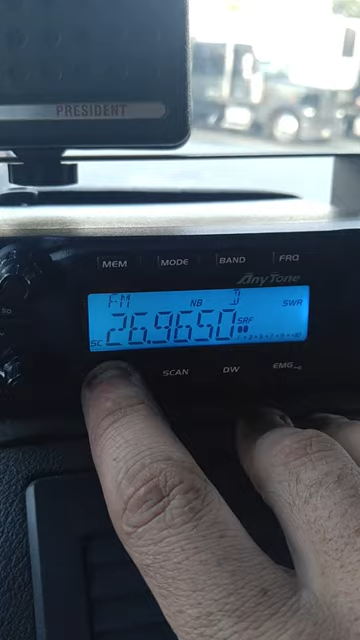 PRESIDENT
MEM MODE BAND FRQ
AnyTone
FM NB D SWR
26.9650 SRF
SC
SCAN DW EMG